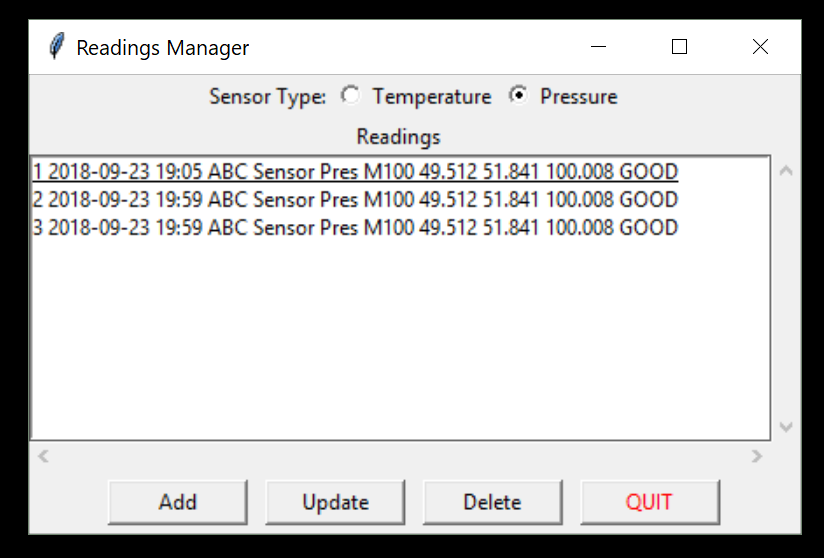 Readings Manager
Sensor Type: Temperature Pressure
Readings
1 2018-09-23 19:05 ABC Sensor Pres M100 49.512 51.841 100.008 GOOD
2 2018-09-23 19:59 ABC Sensor Pres M100 49.512 51.841 100.008 GOOD
3 2018-09-23 19:59 ABC Sensor Pres M100 49.512 51.841 100.008 GOOD
Add Update Delete QUIT